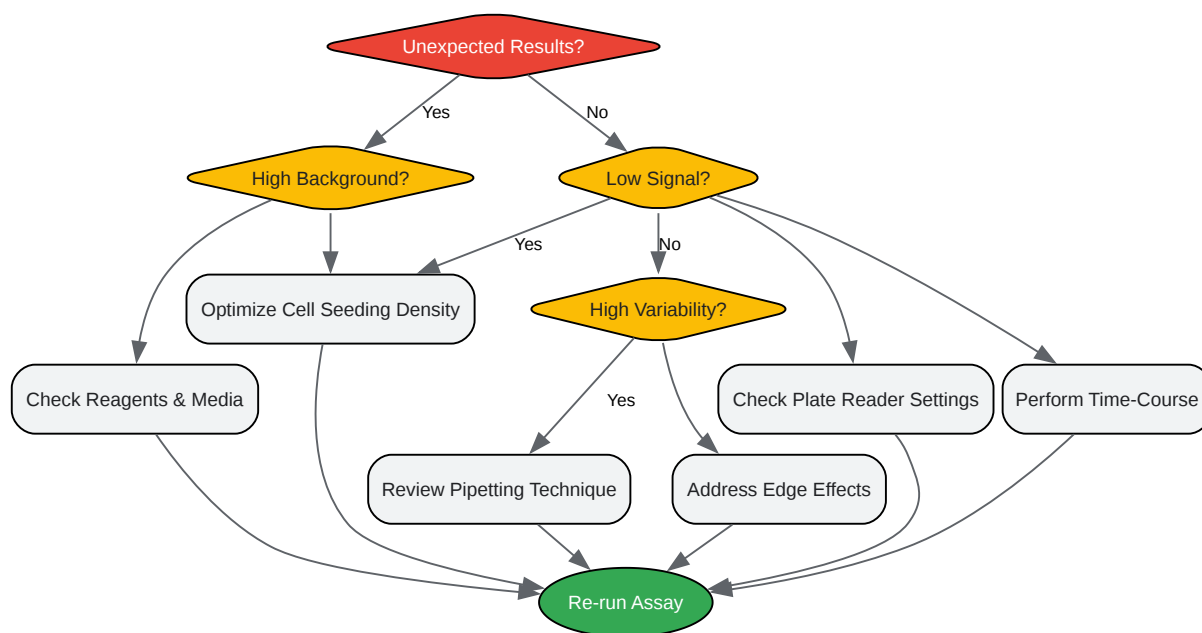 Unexpected Results?
Yes
No
High Background?
Low Signal?
Yes
No
Optimize Cell Seeding Density
High Variability?
Check Reagents & Media
Yes
Check Plate Reader Settings
Perform Time-Course
Review Pipetting Technique
Address Edge Effects
Re-run Assay